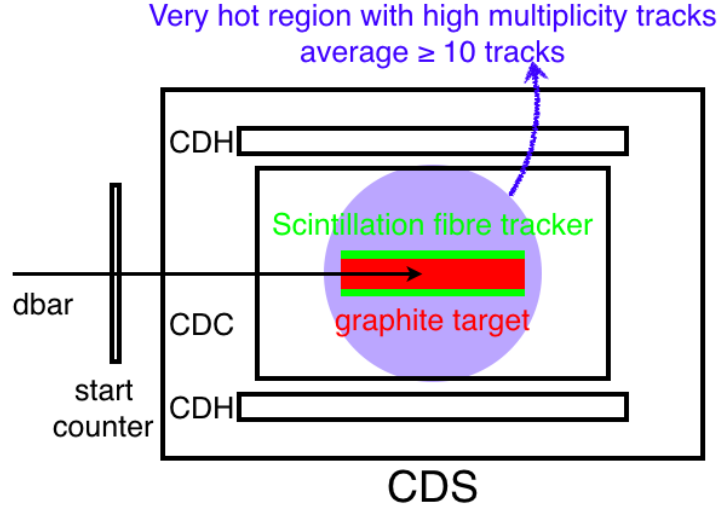 Very hot region with high multiplicity tracks
average ≥ 10 tracks
CDH
Scintillation fibre tracker
dbar
CDC
graphite target
start
counter
CDH
CDS